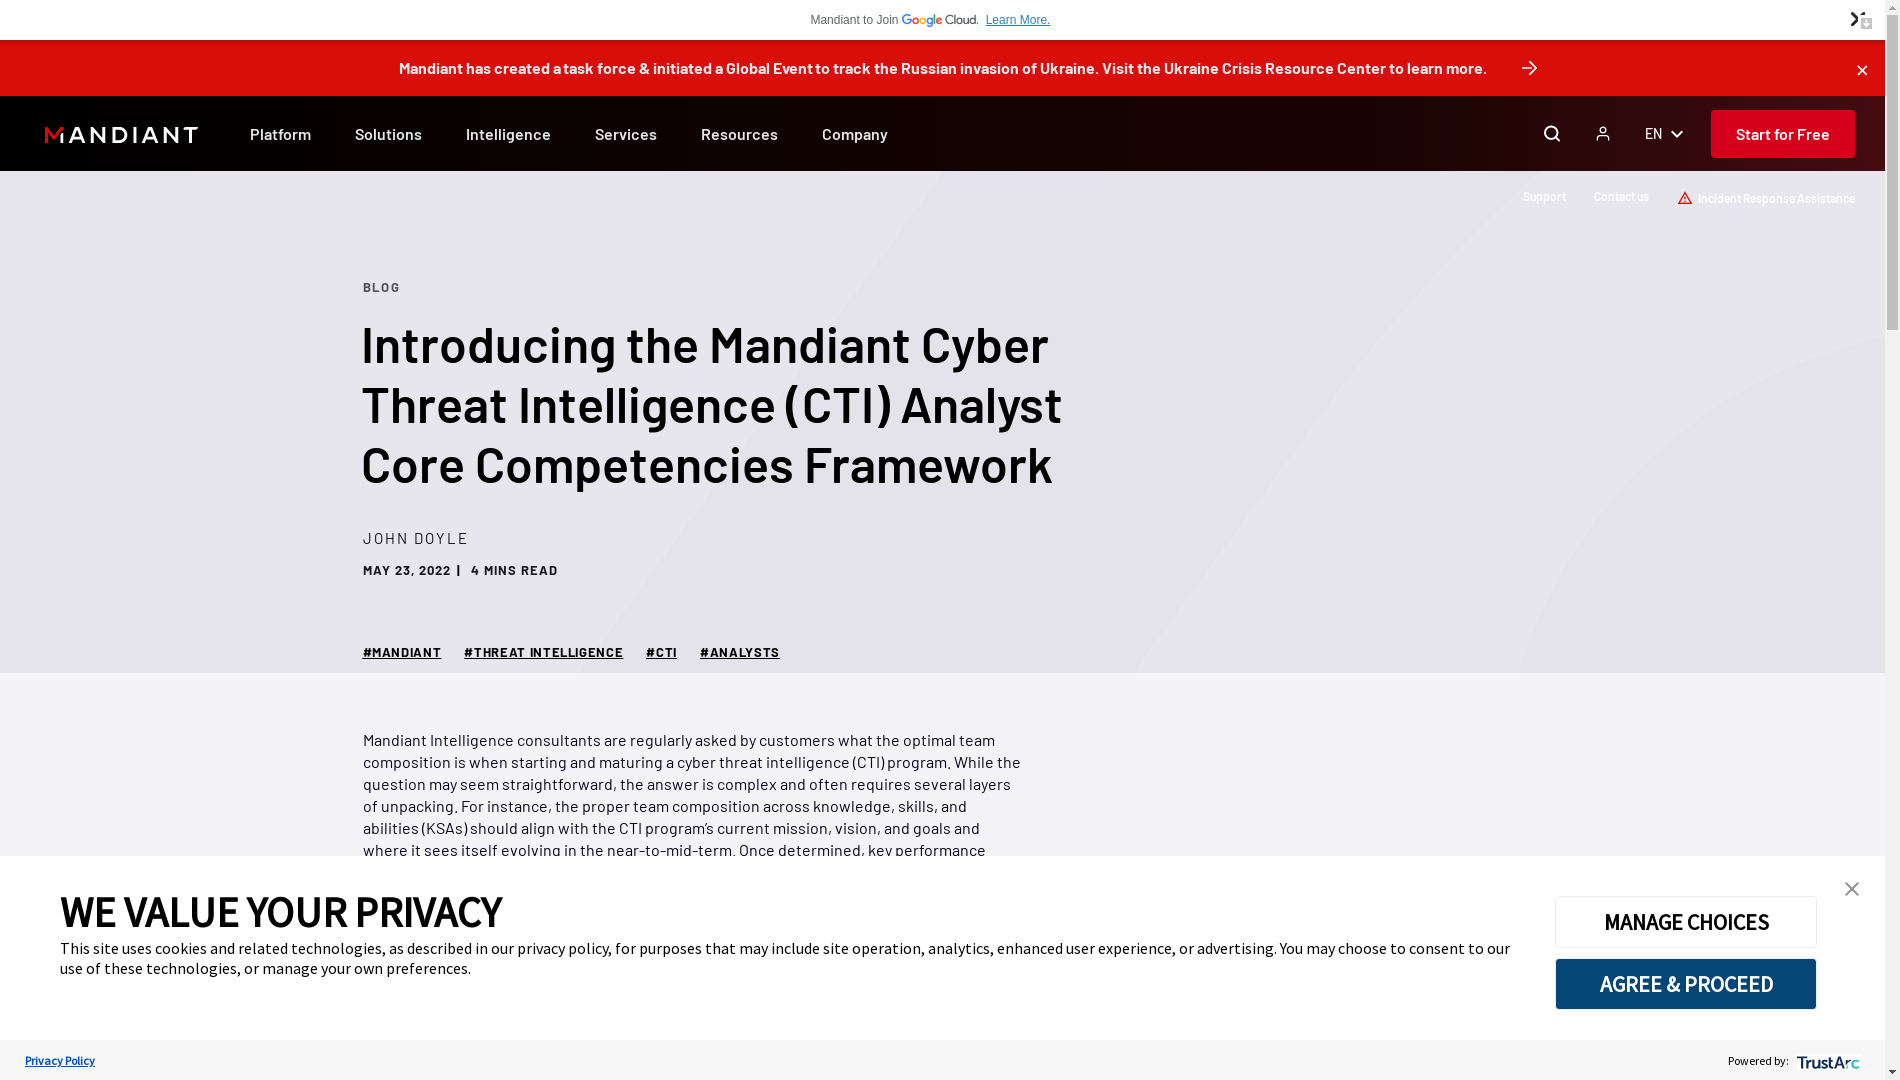 Mandiant to Join Google Cloud. Learn More.
Mandiant has created a task force & initiated a Global Event to track the Russian invasion of Ukraine. Visit the Ukraine Crisis Resource Center to learn more.
MANDIANT Platform Solutions Intelligence Services Resources Company EN Start for Free
Support Contact us Incident Response Assistance
BLOG
Introducing the Mandiant Cyber
Threat Intelligence (CTI) Analyst
Core Competencies Framework
JOHN DOYLE
MAY 23, 2022 | 4 MINS READ
#MANDIANT #THREAT INTELLIGENCE #CTI #ANALYSTS
Mandiant Intelligence consultants are regularly asked by customers what the optimal team
composition is when starting and maturing a cyber threat intelligence (CTI) program. While the
question may seem straightforward, the answer is complex and often requires several layers
of unpacking. For instance, the proper team composition across knowledge, skills, and
abilities (KSAs) should align with the CTI program’s current mission, vision, and goals and
where it sees itself evolving in the near-to-mid-term. Once determined, key performance
WE VALUE YOUR PRIVACY
This site uses cookies and related technologies, as described in our privacy policy, for purposes that may include site operation, analytics, enhanced user experience, or advertising. You may choose to consent to our
use of these technologies, or manage your own preferences.
MANAGE CHOICES
AGREE & PROCEED
Privacy Policy
Powered by: TrustArc